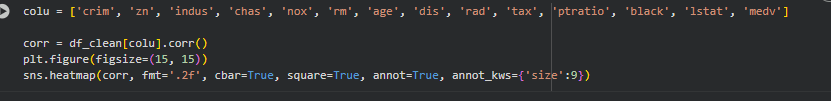 colu = ['crim', 'zn', 'indus', 'chas', 'nox', 'rm', 'age', 'dis', 'rad', 'tax', 'ptratio', 'black', 'lstat', 'medv']
corr = df_clean[colu].corr()
plt.figure(figsize=(15, 15))
sns.heatmap(corr, fmt='.2f', cbar=True, square=True, annot=True, annot_kws={'size':9})